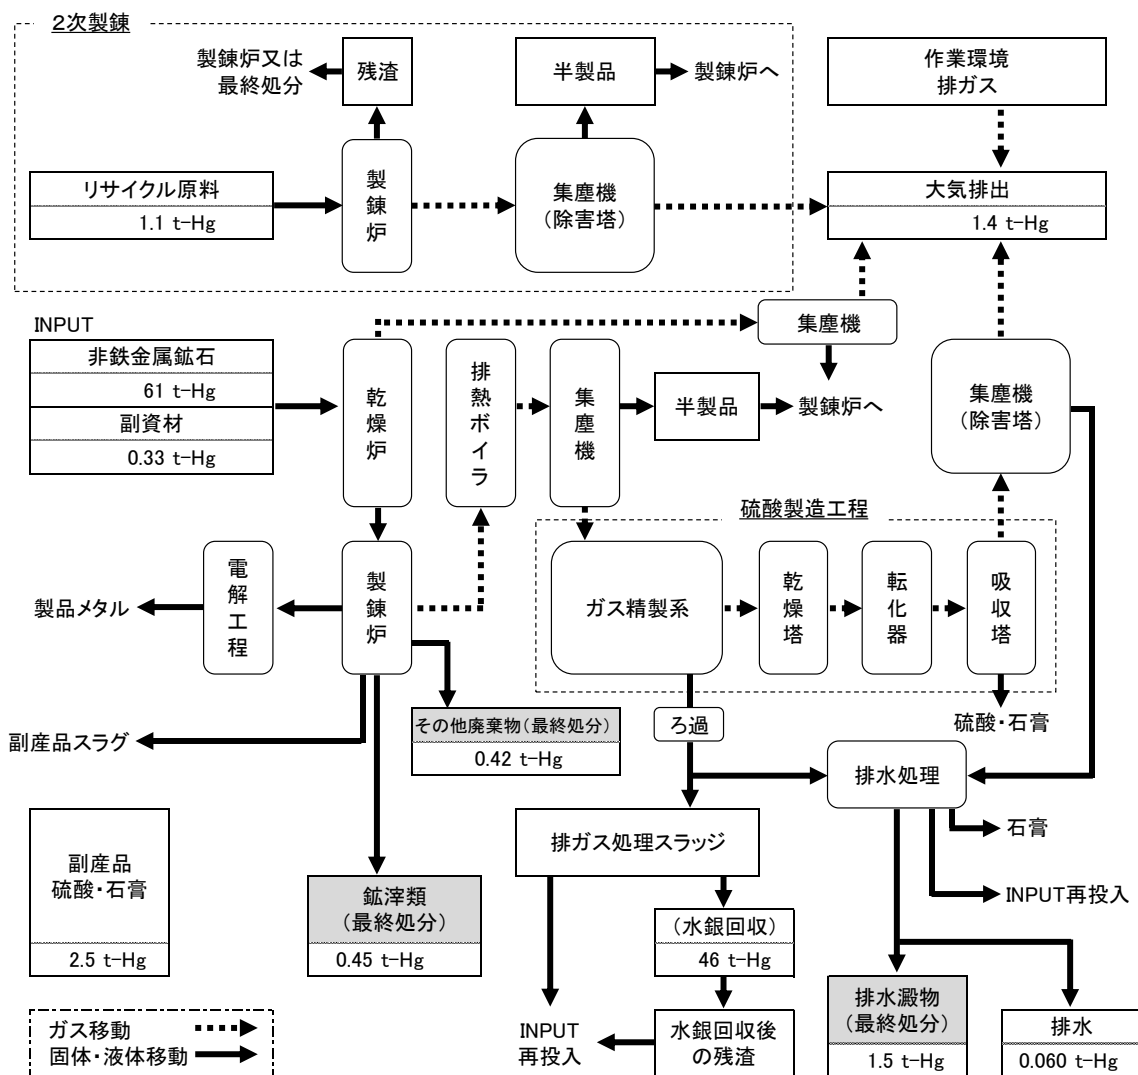 ２次製錬
製錬炉又は
最終処分
残渣
半製品
製錬炉へ
作業環境
排ガス
リサイクル原料
1.1 t-Hg
製錬炉
集塵機
（除害塔）
大気排出
1.4 t-Hg
INPUT
非鉄金属鉱石
61 t-Hg
副資材
0.33 t-Hg
乾燥炉
排熱ボイラ
集塵機
半製品
製錬炉へ
集塵機
集塵機
（除害塔）
硫酸製造工程
製品メタル
電解工程
製錬炉
ガス精製系
乾燥塔
転化器
吸収塔
硫酸・石膏
副産品スラグ
その他廃棄物（最終処分）
0.42 t-Hg
ろ過
排水処理
石膏
INPUT再投入
副産品
硫酸・石膏
2.5 t-Hg
鉱滓類
（最終処分）
0.45 t-Hg
排ガス処理スラッジ
（水銀回収）
46 t-Hg
INPUT
再投入
水銀回収後
の残渣
排水澱物
（最終処分）
1.5 t-Hg
排水
0.060 t-Hg
ガス移動
固体・液体移動